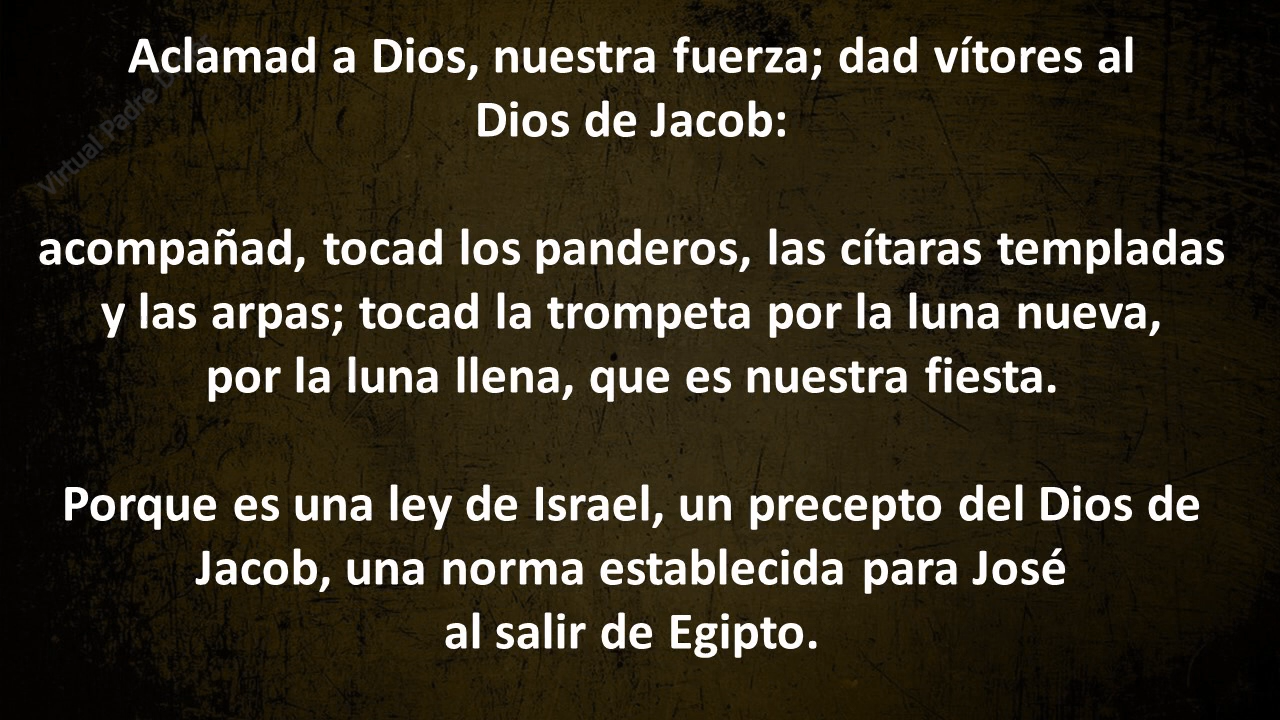 Aclamad a Dios, nuestra fuerza; dad vítores al
Dios de Jacob:
acompañad, tocad los panderos, las cítaras templadas
y las arpas; tocad la trompeta por la luna nueva,
por la luna llena, que es nuestra fiesta.
Porque es una ley de Israel, un precepto del Dios de
Jacob, una norma establecida para José
al salir de Egipto.
Virtual Padre